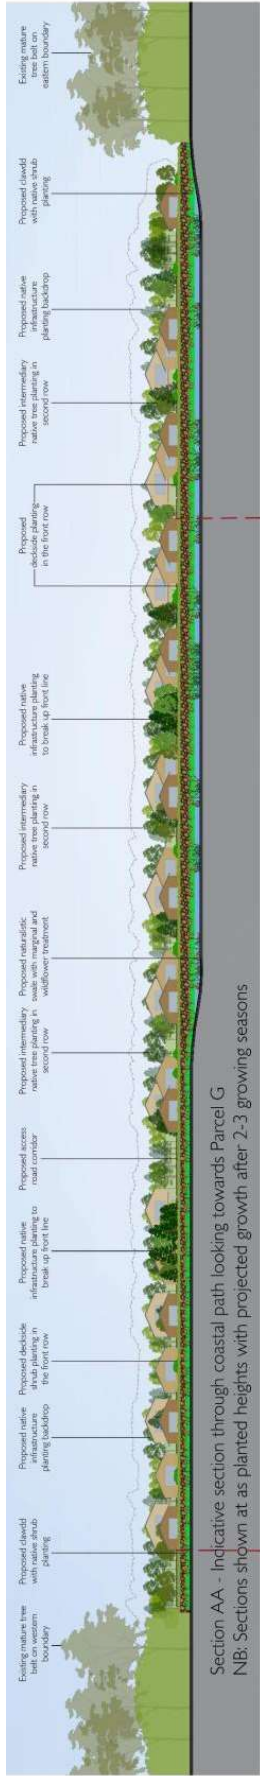 Existing mature tree
belt on western
boundary
Proposed clawdd
with native shrub
planting
Proposed native
infrastructure
planting backdrop
Proposed deckside
shrub planting in
the front row
Proposed native
infrastructure planting to
break up front line
Proposed access
road corridor
Proposed intermediary
native tree planting in
second row
Proposed naturalistic
swale with marginal and
wildflower treatment
Proposed intermediary
native tree planting in
second row
Proposed native
infrastructure planting
to break up front line
Proposed
deckside planting
in the front row
Proposed intermediary
native tree planting in
second row
Proposed native
infrastructure
planting backdrop
Proposed clawdd
with native shrub
planting
Existing mature
tree belt on
eastern boundary
Section AA - Indicative section through coastal path looking towards Parcel G
NB: Sections shown at as planted heights with projected growth after 2-3 growing seasons